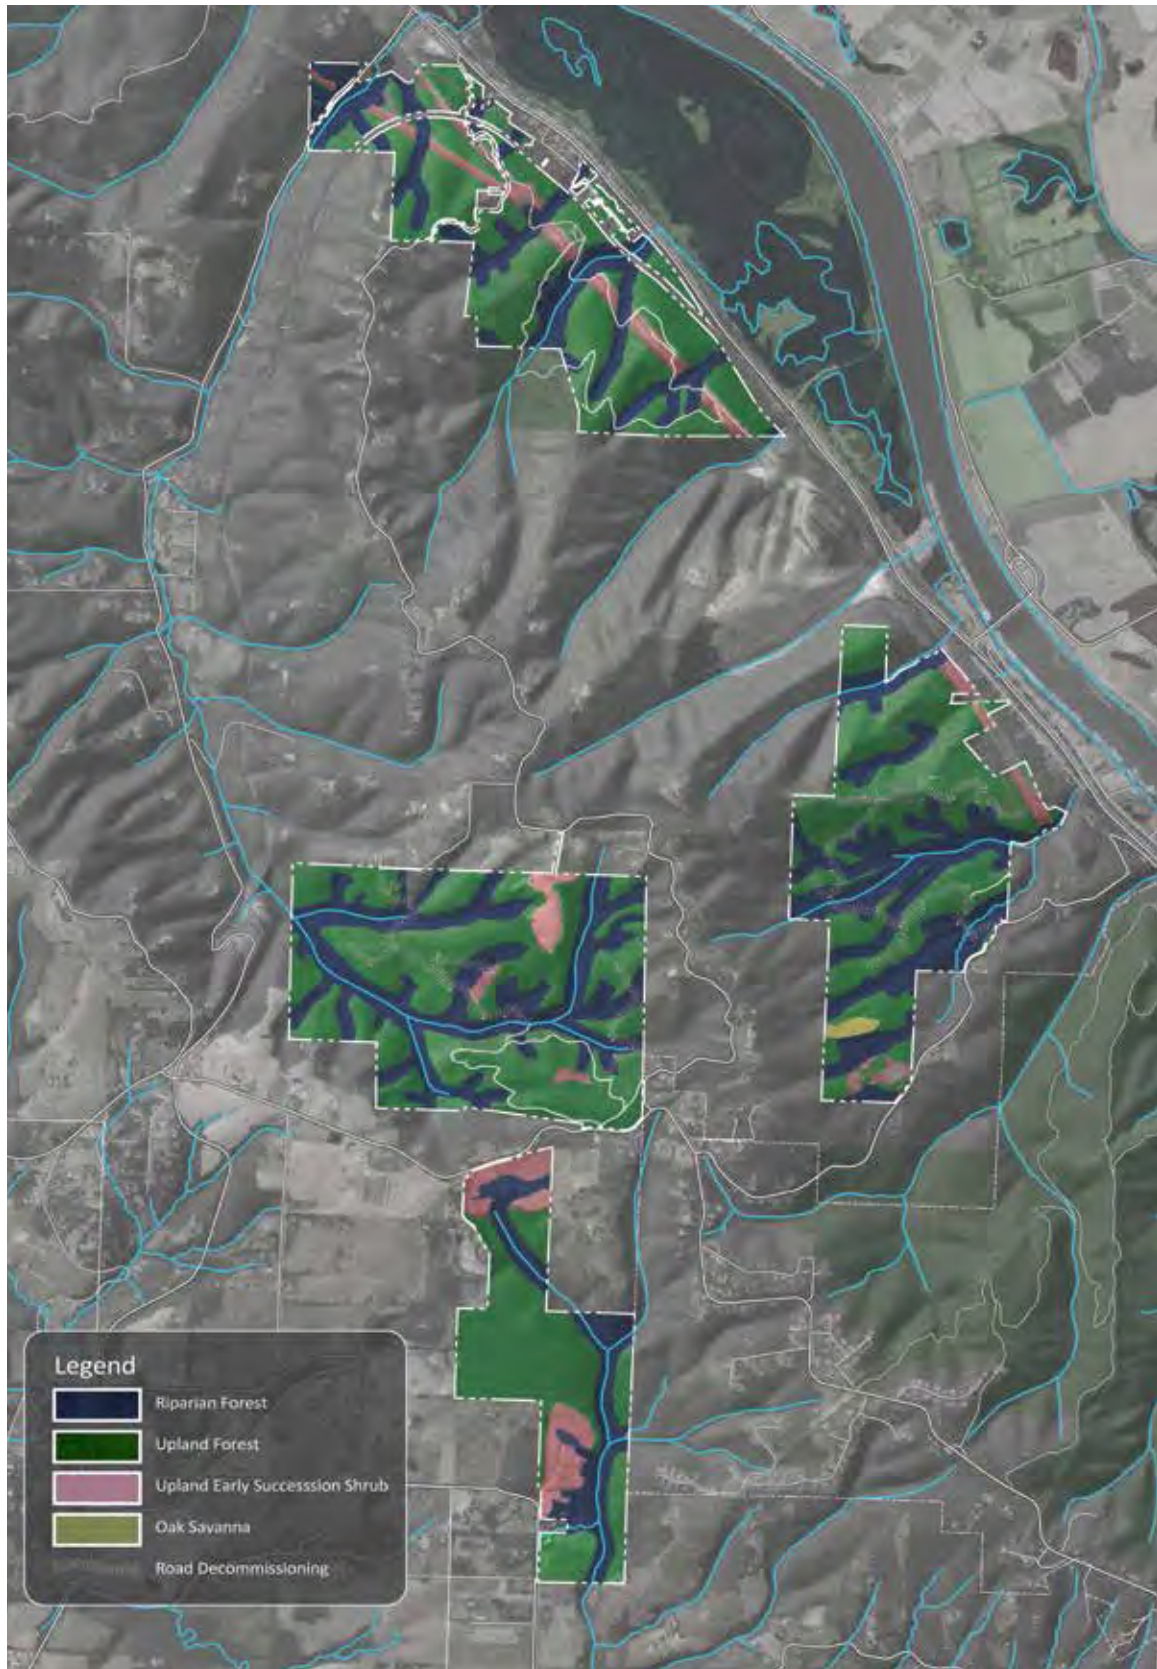 Legend
Riparian Forest
Upland Forest
Upland Early Successsion Shrub
Oak Savanna
Road Decommissioning